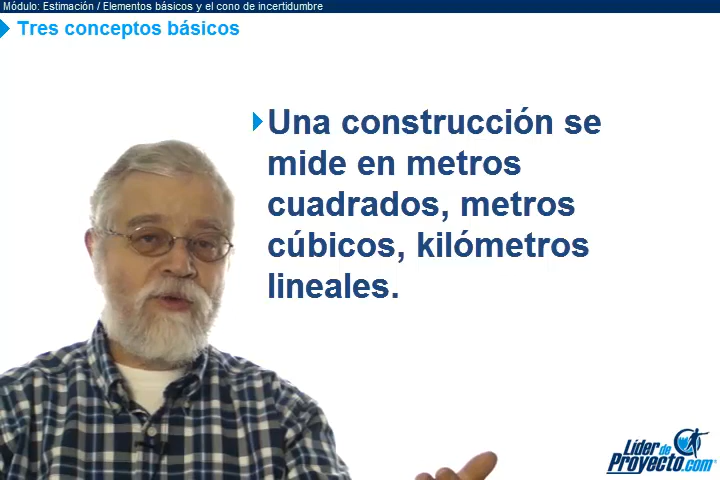 Módulo: Estimación / Elementos básicos y el cono de incertidumbre
Tres conceptos básicos
Una construcción se
mide en metros
cuadrados, metros
cúbicos, kilómetros
lineales.
Líder de
Proyecto.com®